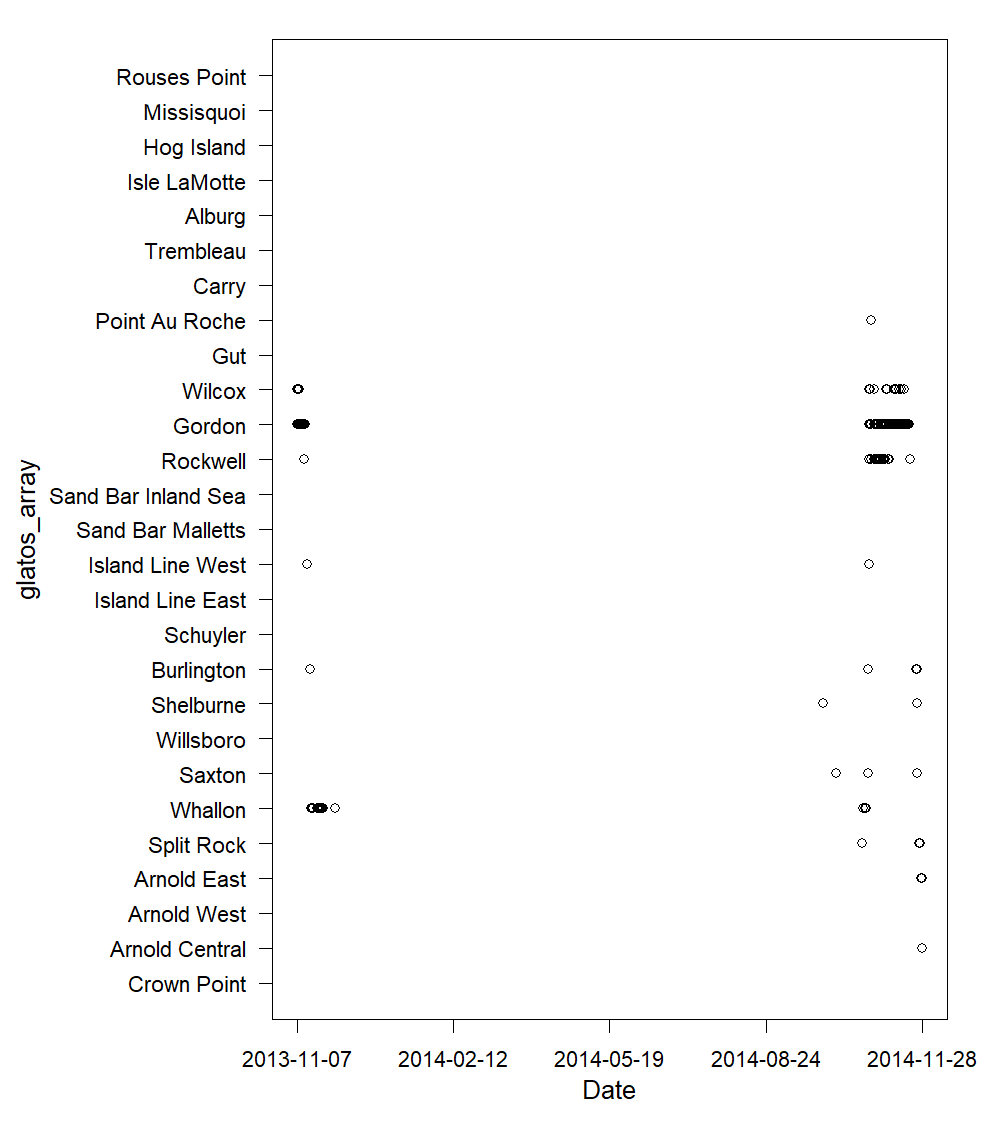 Rouses Point
Missisquoi
Hog Island
Isle LaMotte
Alburg
Trembleau
Carry
Point Au Roche
Gut
Wilcox
Gordon
Rockwell
Sand Bar Inland Sea
Sand Bar Malletts
Island Line West
Island Line East
Schuyler
Burlington
Shelburne
Willsboro
Saxton
Whallon
Split Rock
Arnold East
Arnold West
Arnold Central
Crown Point
glatos_array
2013-11-07 2014-02-12 2014-05-19 2014-08-24 2014-11-28
Date